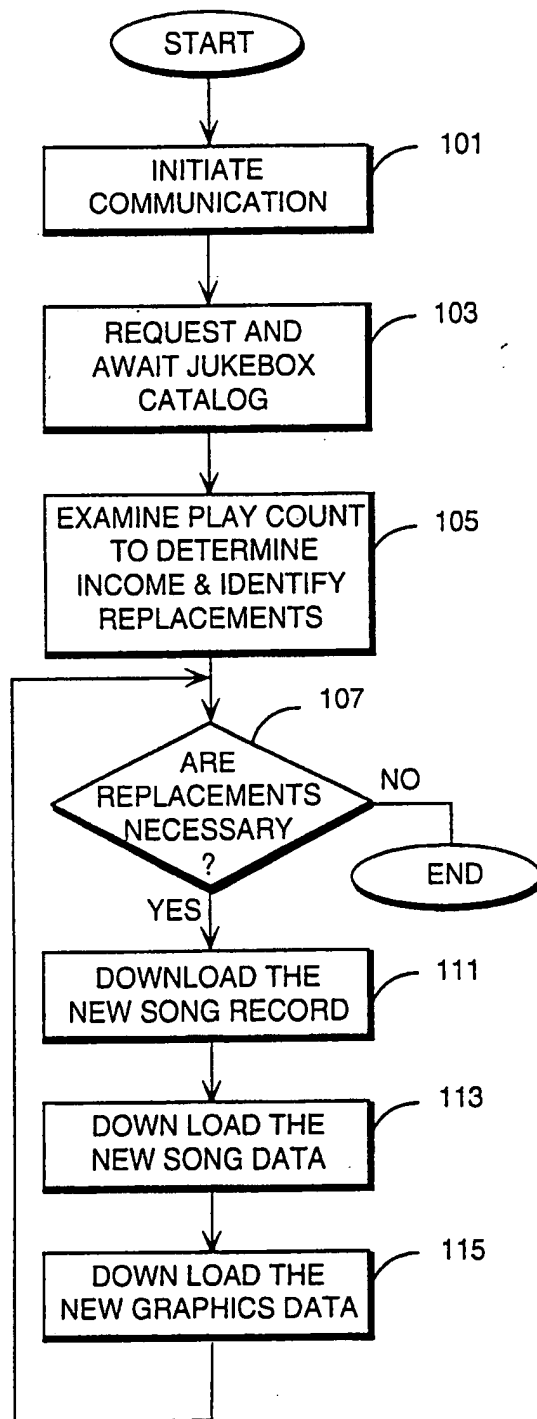 START
101
INITIATE
COMMUNICATION
103
REQUEST AND
AWAIT JUKEBOX
CATALOG
105
EXAMINE PLAY COUNT
TO DETERMINE
INCOME & IDENTIFY
REPLACEMENTS
107
ARE
REPLACEMENTS
NECESSARY
?
NO
END
YES
111
DOWNLOAD THE
NEW SONG RECORD
113
DOWN LOAD THE
NEW SONG DATA
115
DOWN LOAD THE
NEW GRAPHICS DATA